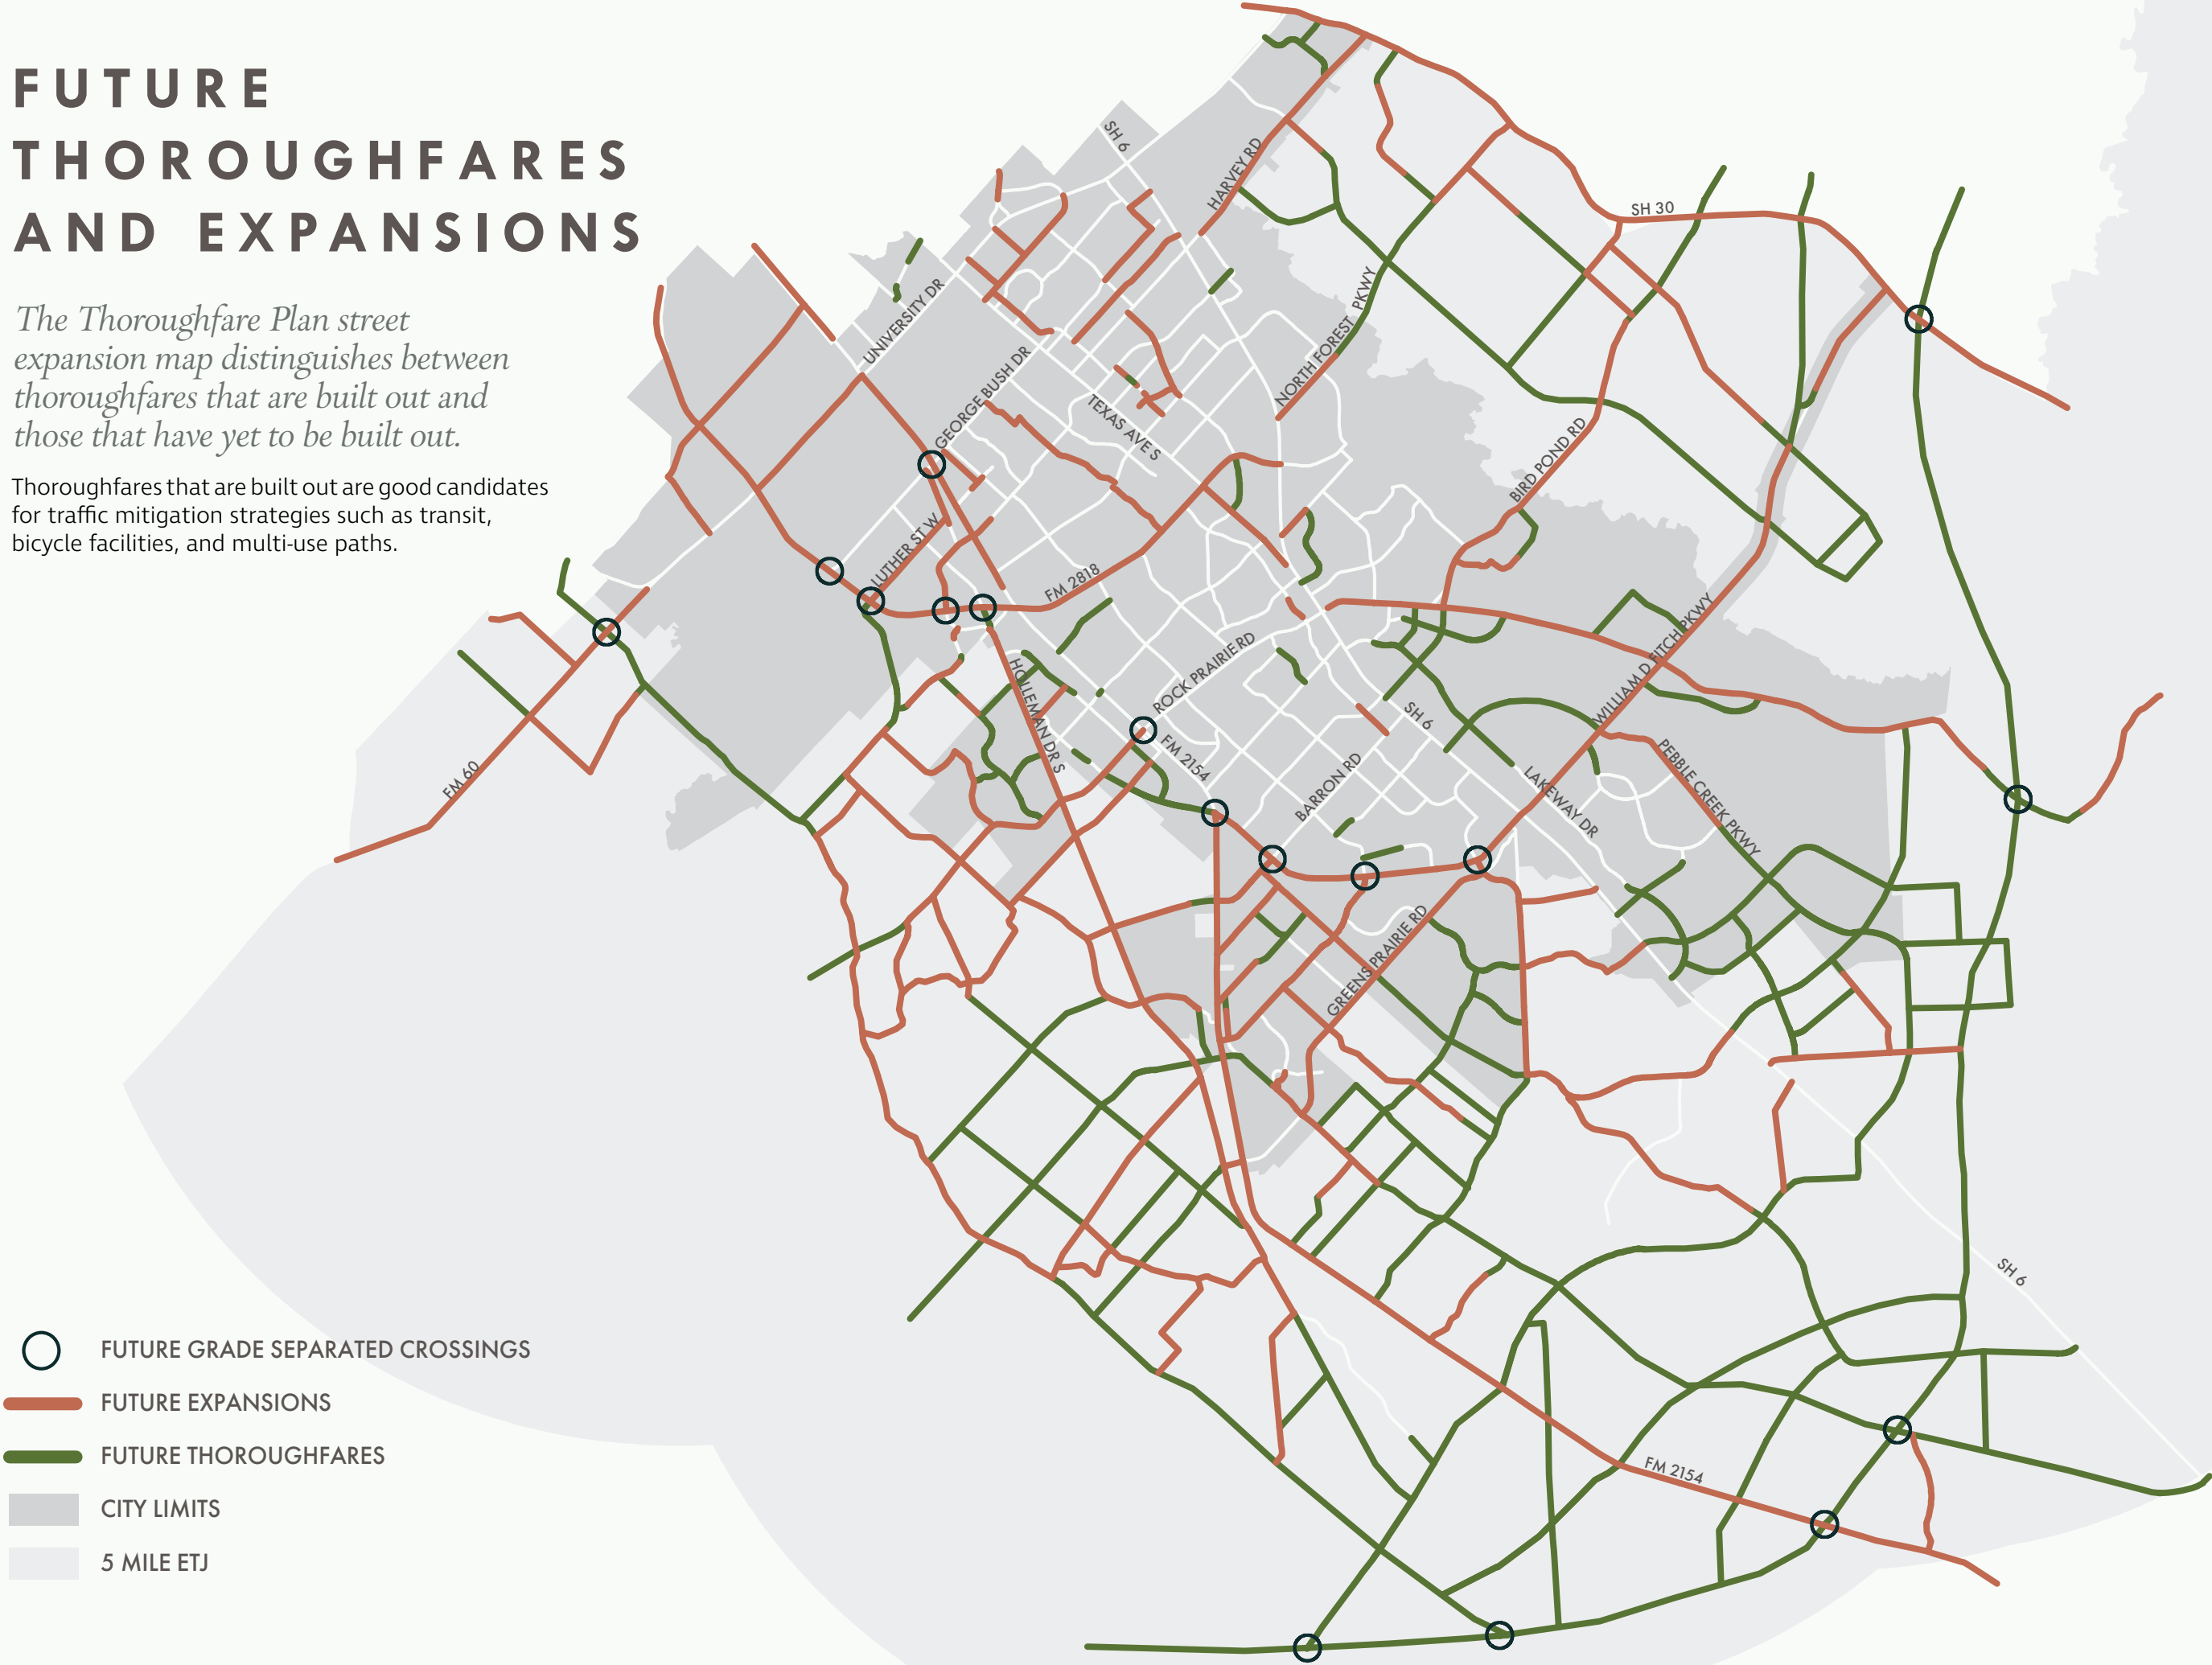 FUTURE
THOROUGHFARES
AND EXPANSIONS
The Thoroughfare Plan street
expansion map distinguishes between
thoroughfares that are built out and
those that have yet to be built out.
Thoroughfares that are built out are good candidates
for traffic mitigation strategies such as transit,
bicycle facilities, and multi-use paths.
SH 6
HARVEY RD
SH 30
UNIVERSITY DR
GEORGE BUSH DR
NORTH FOREST PKWY
TEXAS AVE S
BIRD POND RD
LUTHER ST W
FM 2818
ROCK PRAIRIE RD
HOLLEMAN DR S
WILLIAM D FITCH PKWY
SH 6
FM 2154
FM 60
BARRON RD
LAKEWAY DR
PEBBLE CREEK PKWY
GREENS PRAIRIE RD
SH 6
FM 2154
FUTURE GRADE SEPARATED CROSSINGS
FUTURE EXPANSIONS
FUTURE THOROUGHFARES
CITY LIMITS
5 MILE ETJ